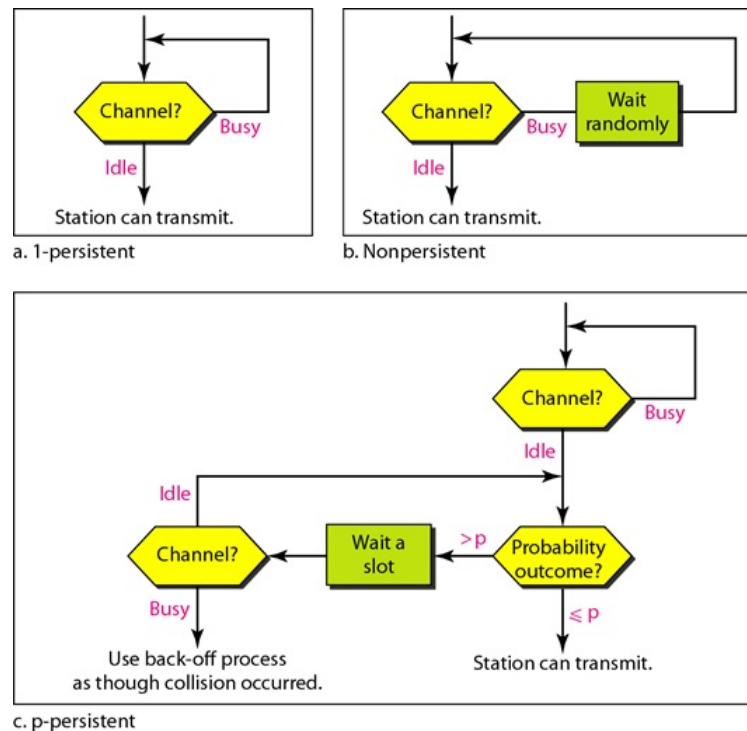 Channel?
Busy
Idle
Station can transmit.
a. 1-persistent
Channel?
Busy
Wait
randomly
Idle
Station can transmit.
b. Nonpersistent
Channel?
Busy
Idle
Idle
Channel?
Wait a
slot
>p
Probability
outcome?
Busy
≤ p
Use back-off process
as though collision occurred.
Station can transmit.
c. p-persistent